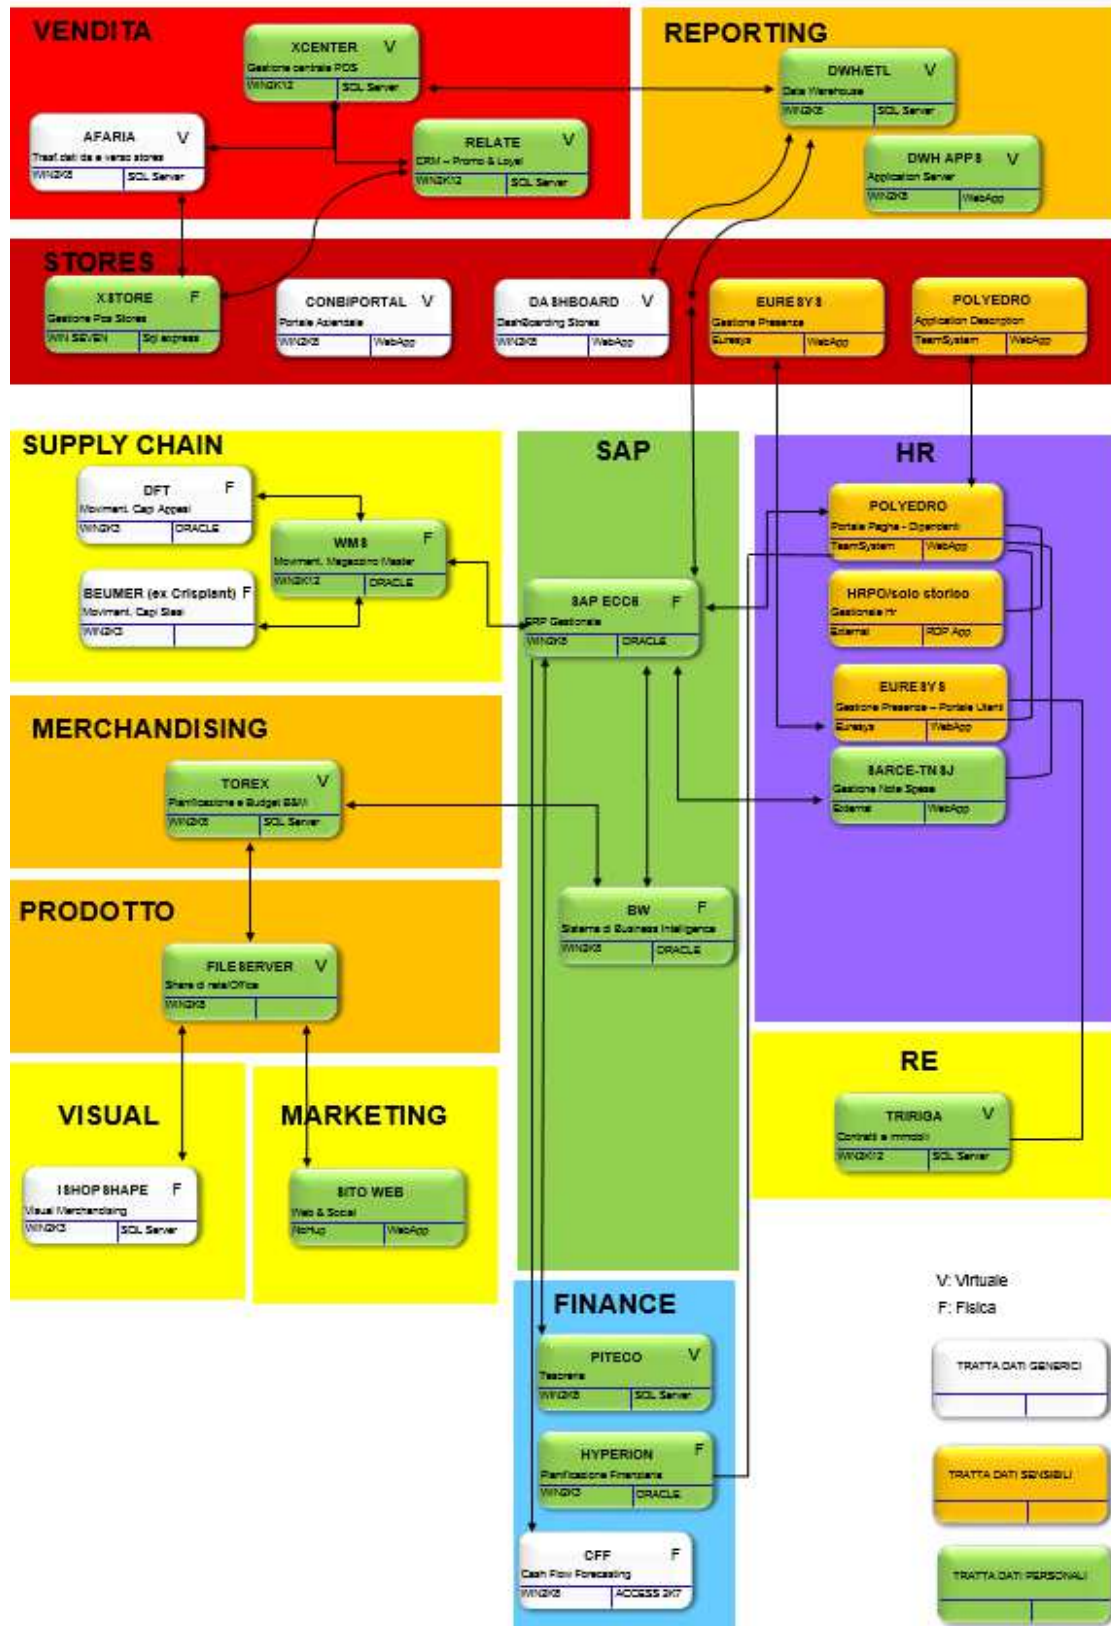 VENDITA
XCENTER V
Gestione centrale POS
WIN2K12 SQL Server
AFARIA V
Trasf.dati da e verso stores
WIN2K8 SQL Server
RELATE V
CRM – Promo & Loyal
WIN2K12 SQL Server
REPORTING
DWH/ETL V
Data Warehouse
WIN2K8 SQL Server
DWH APPS V
Application Server
WIN2K8 WebApp
STORES
XSTORE F
Gestione Pos Stores
WIN SEVEN Sql express
CONBIPORTAL V
Portale Aziendale
WIN2K8 WebApp
DASHBOARD V
DashBoarding Stores
WIN2K8 WebApp
EURESYS
Gestione Presenze
Euresys WebApp
POLYEDRO
Application Description
TeamSystem WebApp
SUPPLY CHAIN
DFT F
Moviment. Capi Appesi
WIN2K3 ORACLE
WMS F
Moviment. Magazzino Master
WIN2K12 ORACLE
BEUMER (ex Crisplant) F
Moviment. Capi Stesi
WIN2K3
SAP
SAP ECC6 F
ERP Gestionale
WIN2K8 ORACLE
BW F
Sistema di Business Intelligence
WIN2K8 ORACLE
HR
POLYEDRO
Portale Paghe - Dipendenti
TeamSystem WebApp
HRPO/solo storico
Gestionale Hr
External RDP App
EURESYS
Gestione Presenze – Portale Utenti
Euresys WebApp
SARCE-TNSJ
Gestione Note Spese
External WebApp
MERCHANDISING
TOREX V
Pianificazione e Budget B&M
WIN2K8 SQL Server
PRODOTTO
FILESERVER V
Share di rete/Office
WIN2K8
VISUAL
ISHOPSHAPE F
Visual Merchandising
WIN2K3 SQL Server
MARKETING
SITO WEB
Web & Social
NoHup WebApp
RE
TRIRIGA V
Contratti e immobili
WIN2K12 SQL Server
FINANCE
PITECO V
Tesoreria
WIN2K8 SQL Server
HYPERION F
Pianificazione Finanziaria
WIN2K3 ORACLE
CFF F
Cash Flow Forecasting
WIN2K8 ACCESS 2K7
V: Virtuale
F: Fisica
TRATTA DATI GENERICI
TRATTA DATI SENSIBILI
TRATTA DATI PERSONALI